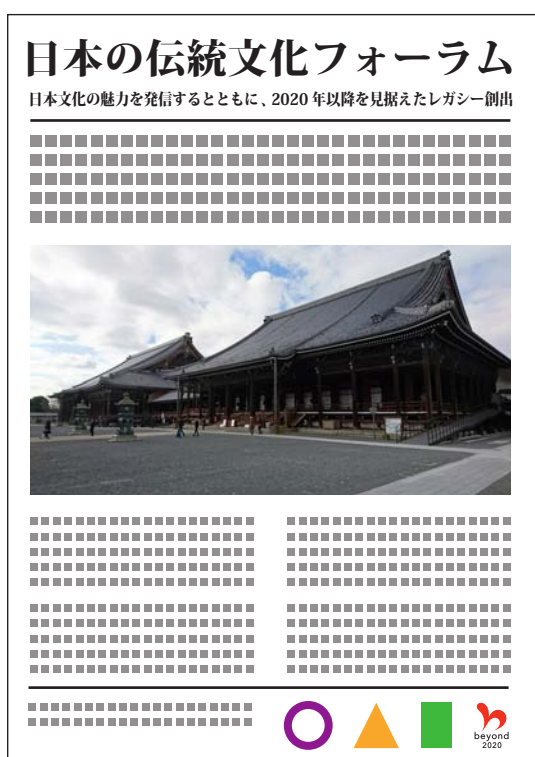 日本の伝統文化フォーラム
日本文化の魅力を発信するとともに、2020年以降を見据えたレガシー創出
beyond
2020